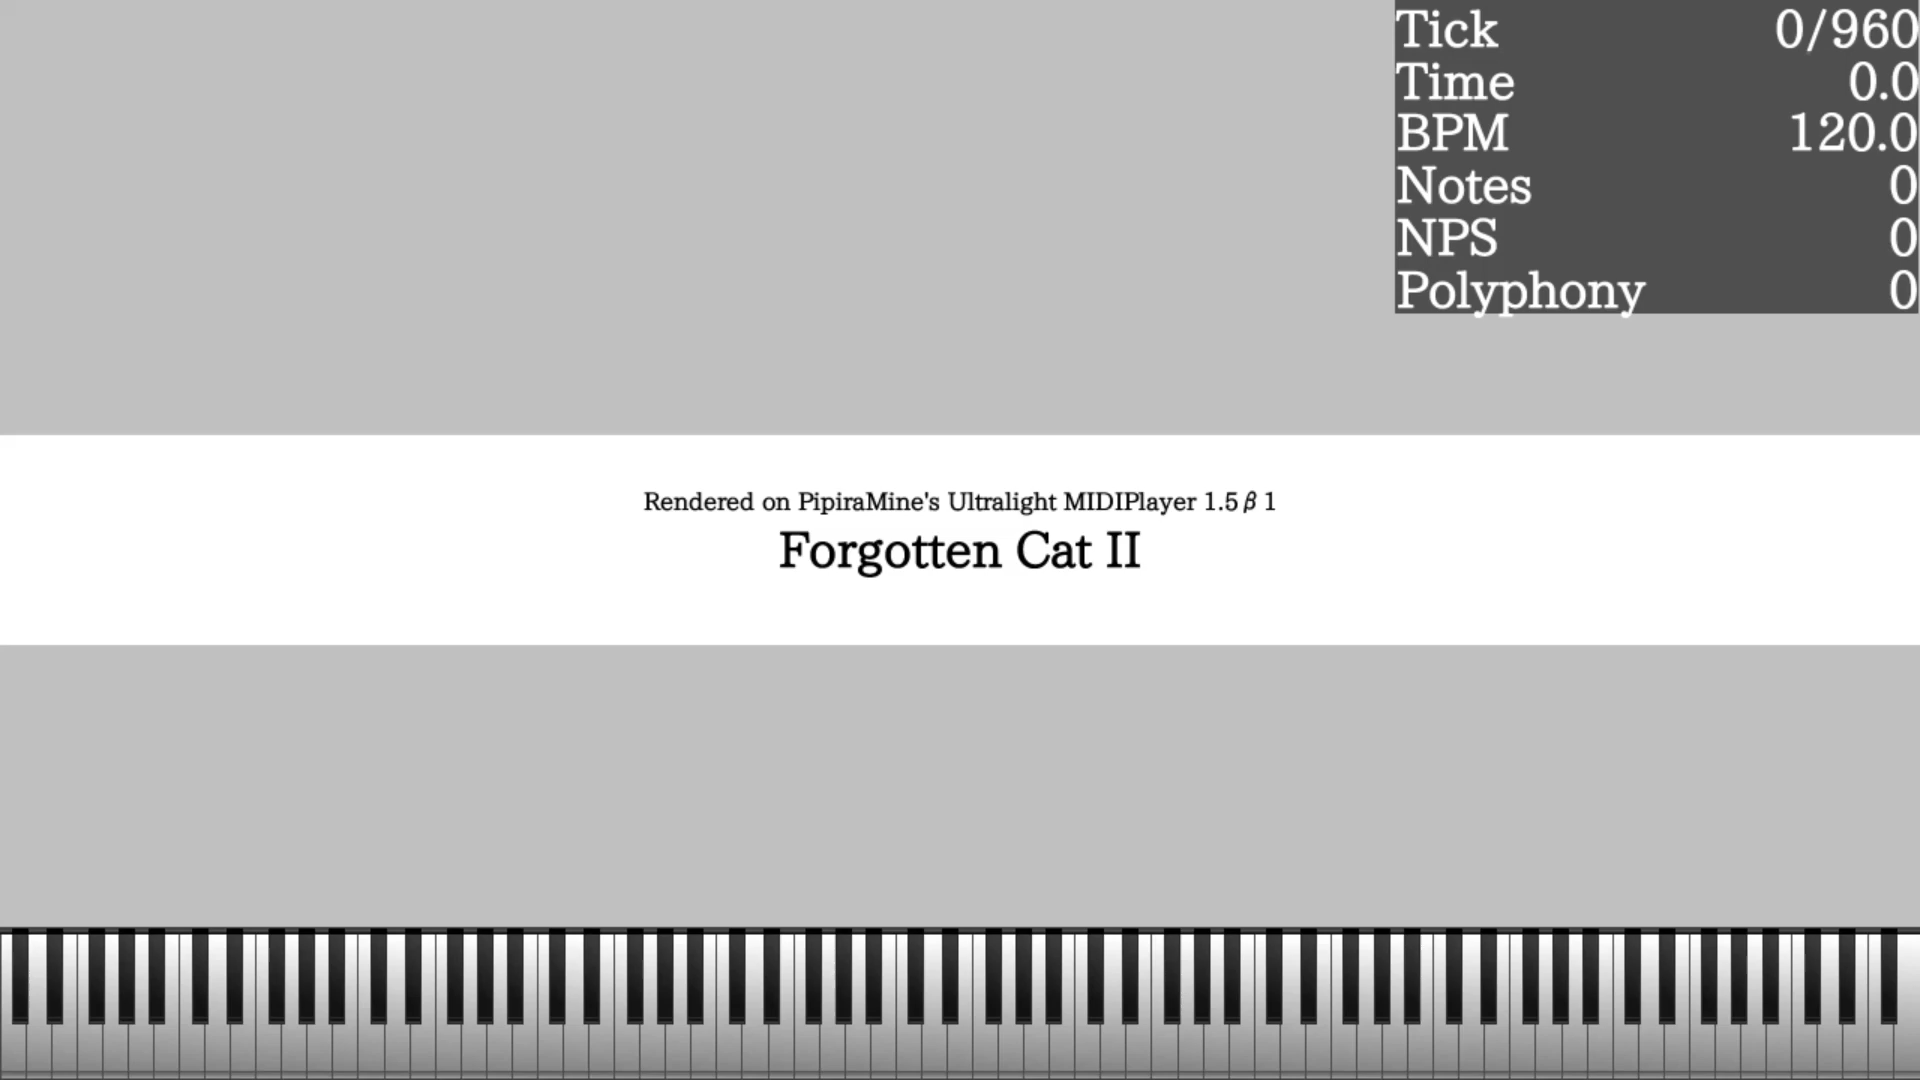 Tick 0/960
Time 0.0
BPM 120.0
Notes 0
NPS 0
Polyphony 0
Rendered on PipiraMine's Ultralight MIDIPlayer 1.5β1
Forgotten Cat II